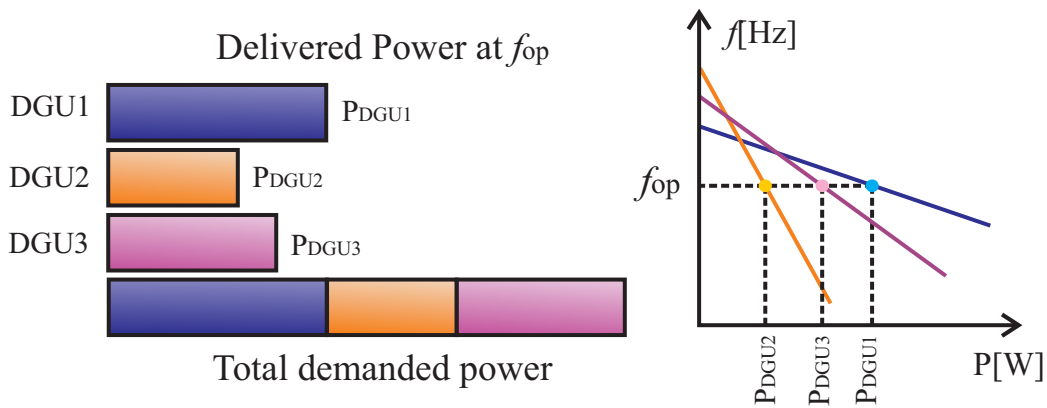 Delivered Power at fop
DGU1
PDGU1
DGU2
PDGU2
DGU3
PDGU3
Total demanded power
f[Hz]
fop
PDGU2
PDGU3
PDGU1
P[W]